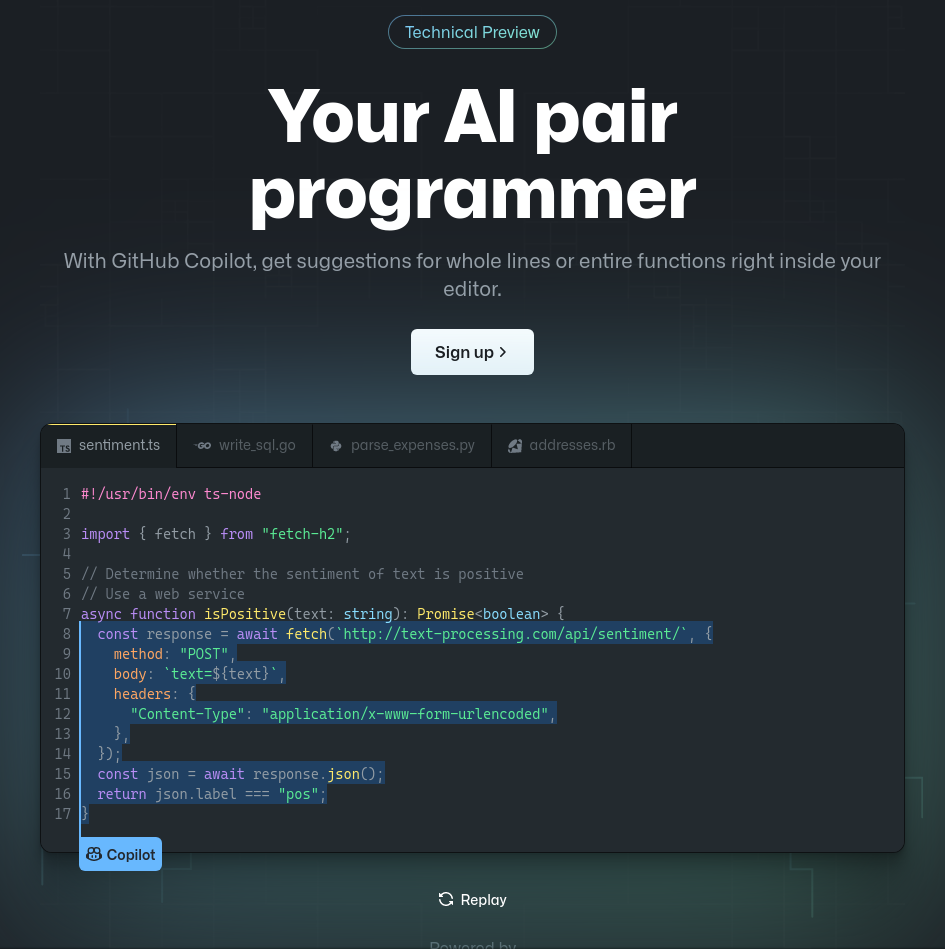 Technical Preview
Your AI pair
programmer
With GitHub Copilot, get suggestions for whole lines or entire functions right inside your
editor.
Sign up
TS sentiment.ts GO write_sql.go parse_expenses.py addresses.rb
1 #!/usr/bin/env ts-node
2
3 import { fetch } from "fetch-h2";
4
5 // Determine whether the sentiment of text is positive
6 // Use a web service
7 async function isPositive(text: string): Promise<boolean> {
8   const response = await fetch(`http://text-processing.com/api/sentiment/`, {
9     method: "POST",
10     body: `text=${text}`,
11     headers: {
12       "Content-Type": "application/x-www-form-urlencoded",
13     },
14   });
15   const json = await response.json();
16   return json.label === "pos";
17 }
Copilot
Replay
Powered by